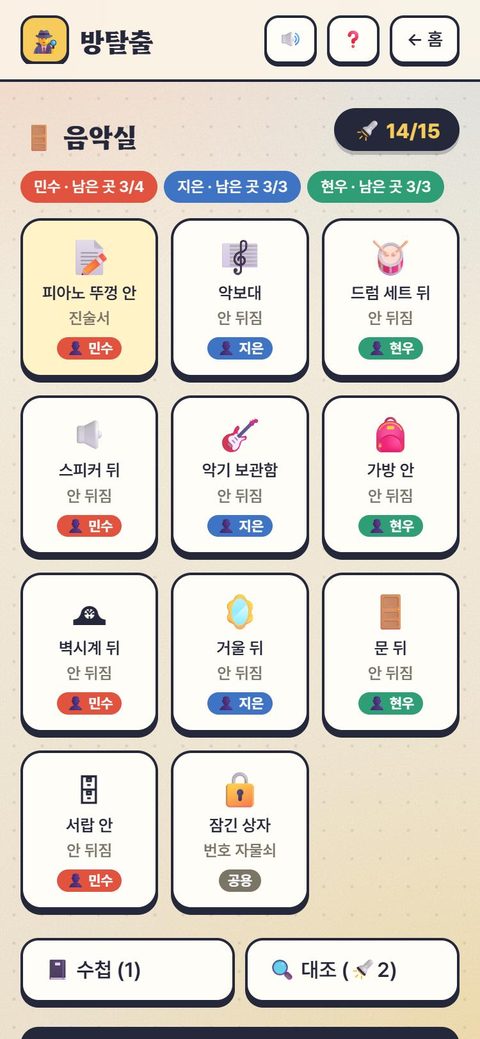 방탈출
← 홈
음악실
14/15
민수 · 남은 곳 3/4
지은 · 남은 곳 3/3
현우 · 남은 곳 3/3
피아노 뚜껑 안
진술서
민수
악보대
안 뒤짐
지은
드럼 세트 뒤
안 뒤짐
현우
스피커 뒤
안 뒤짐
민수
악기 보관함
안 뒤짐
지은
가방 안
안 뒤짐
현우
벽시계 뒤
안 뒤짐
민수
거울 뒤
안 뒤짐
지은
문 뒤
안 뒤짐
현우
서랍 안
안 뒤짐
민수
잠긴 상자
번호 자물쇠
공용
수첩 (1)
대조 (🔦 2)